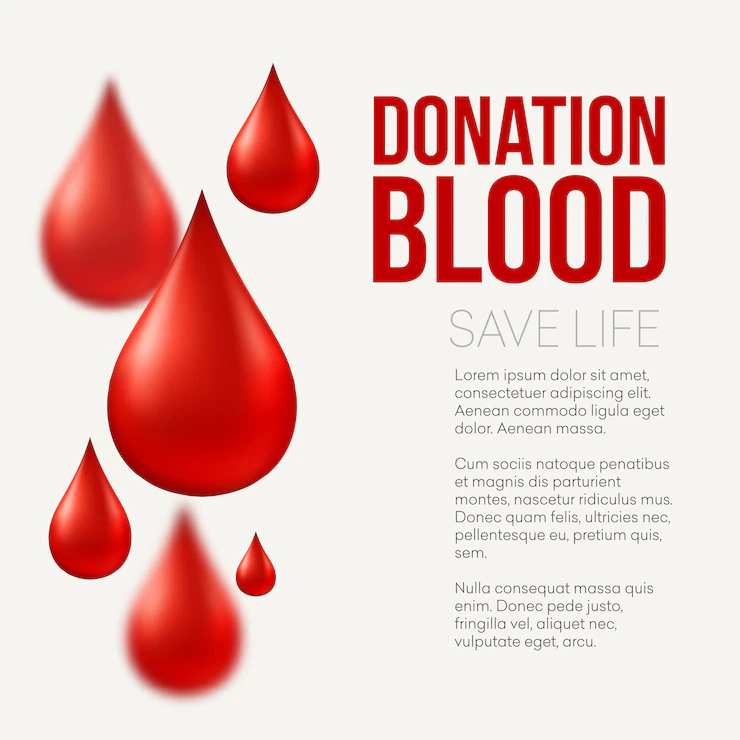 DONATION
BLOOD
SAVE LIFE
Lorem ipsum dolor sit amet,
consectetuer adipiscing elit.
Aenean commodo ligula eget
dolor. Aenean massa.
Cum sociis natoque penatibus
et magnis dis parturient
montes, nascetur ridiculus mus.
Donec quam felis, ultricies nec,
pellentesque eu, pretium quis,
sem.
Nulla consequat massa quis
enim. Donec pede justo,
fringilla vel, aliquet nec,
vulputate eget, arcu.